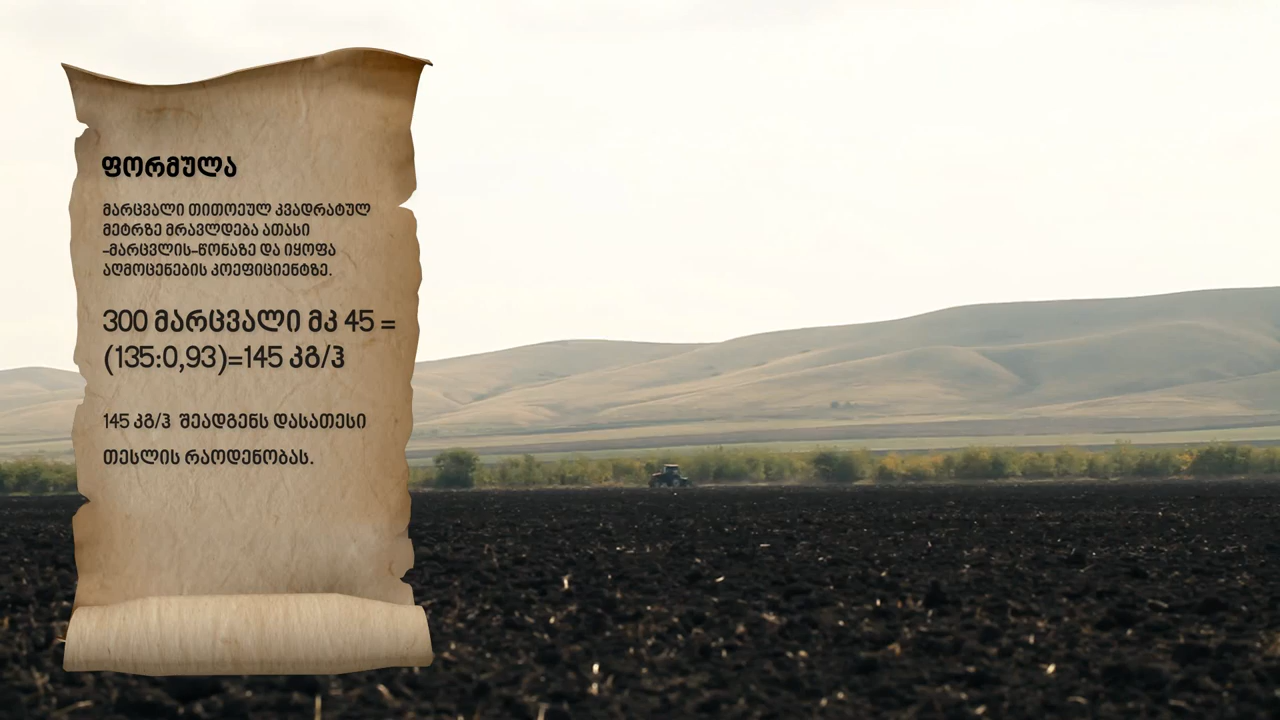 ფორმულა
მარცვალი თითოეულ კვადრატულ
მეტრზე მრავლდება ათასი
-მარცვლის-წონაზე და იყოფა
აღმოცენების კოეფიციენტზე.
300 მარცვალი მკ 45 =
(135:0,93)=145 კგ/ჰ
145 კგ/ჰ შეადგენს დასათესი
თესლის რაოდენობას.